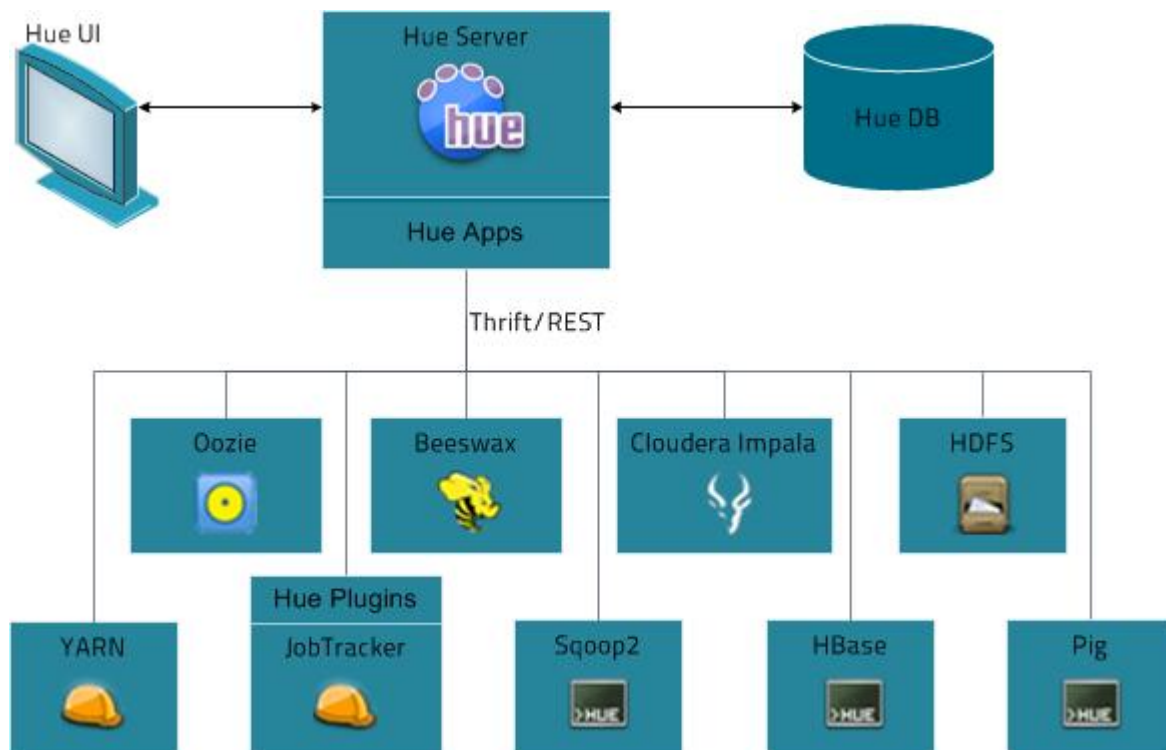 Hue UI
Hue Server
hue
Hue DB
Hue Apps
Thrift/REST
Oozie
Beeswax
Cloudera Impala
HDFS
Hue Plugins
YARN
JobTracker
Sqoop2
HBase
Pig
>HUE
>HUE
>HUE